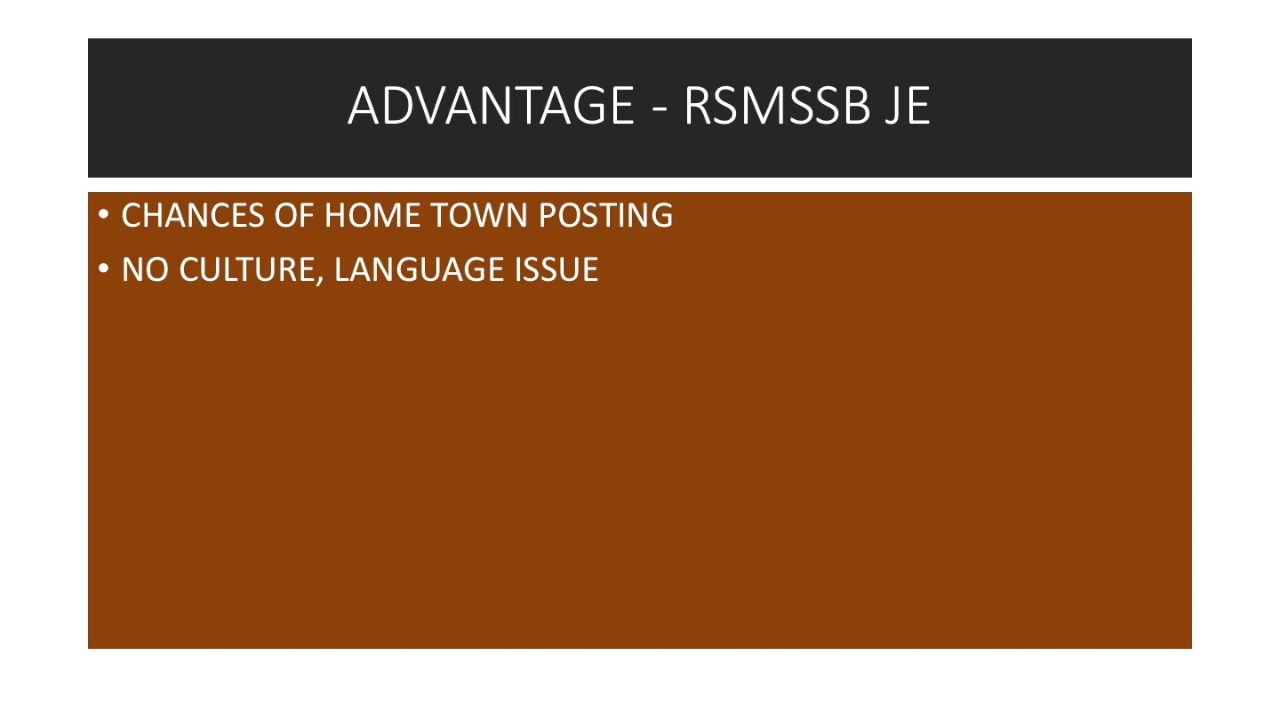 ADVANTAGE - RSMSSB JE
• CHANCES OF HOME TOWN POSTING
• NO CULTURE, LANGUAGE ISSUE